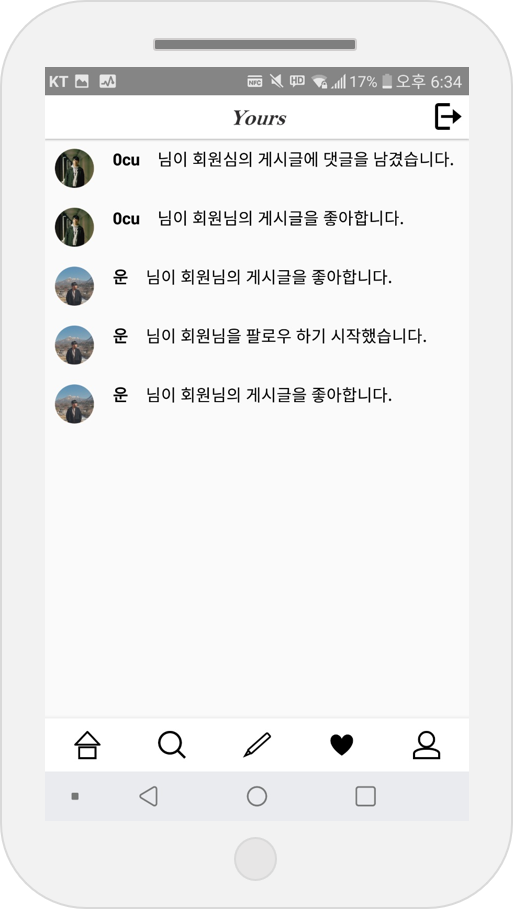 KT NFC HD 17% 오후 6:34
Yours
0cu 님이 회원심의 게시글에 댓글을 남겼습니다.
0cu 님이 회원님의 게시글을 좋아합니다.
운 님이 회원님의 게시글을 좋아합니다.
운 님이 회원님을 팔로우 하기 시작했습니다.
운 님이 회원님의 게시글을 좋아합니다.